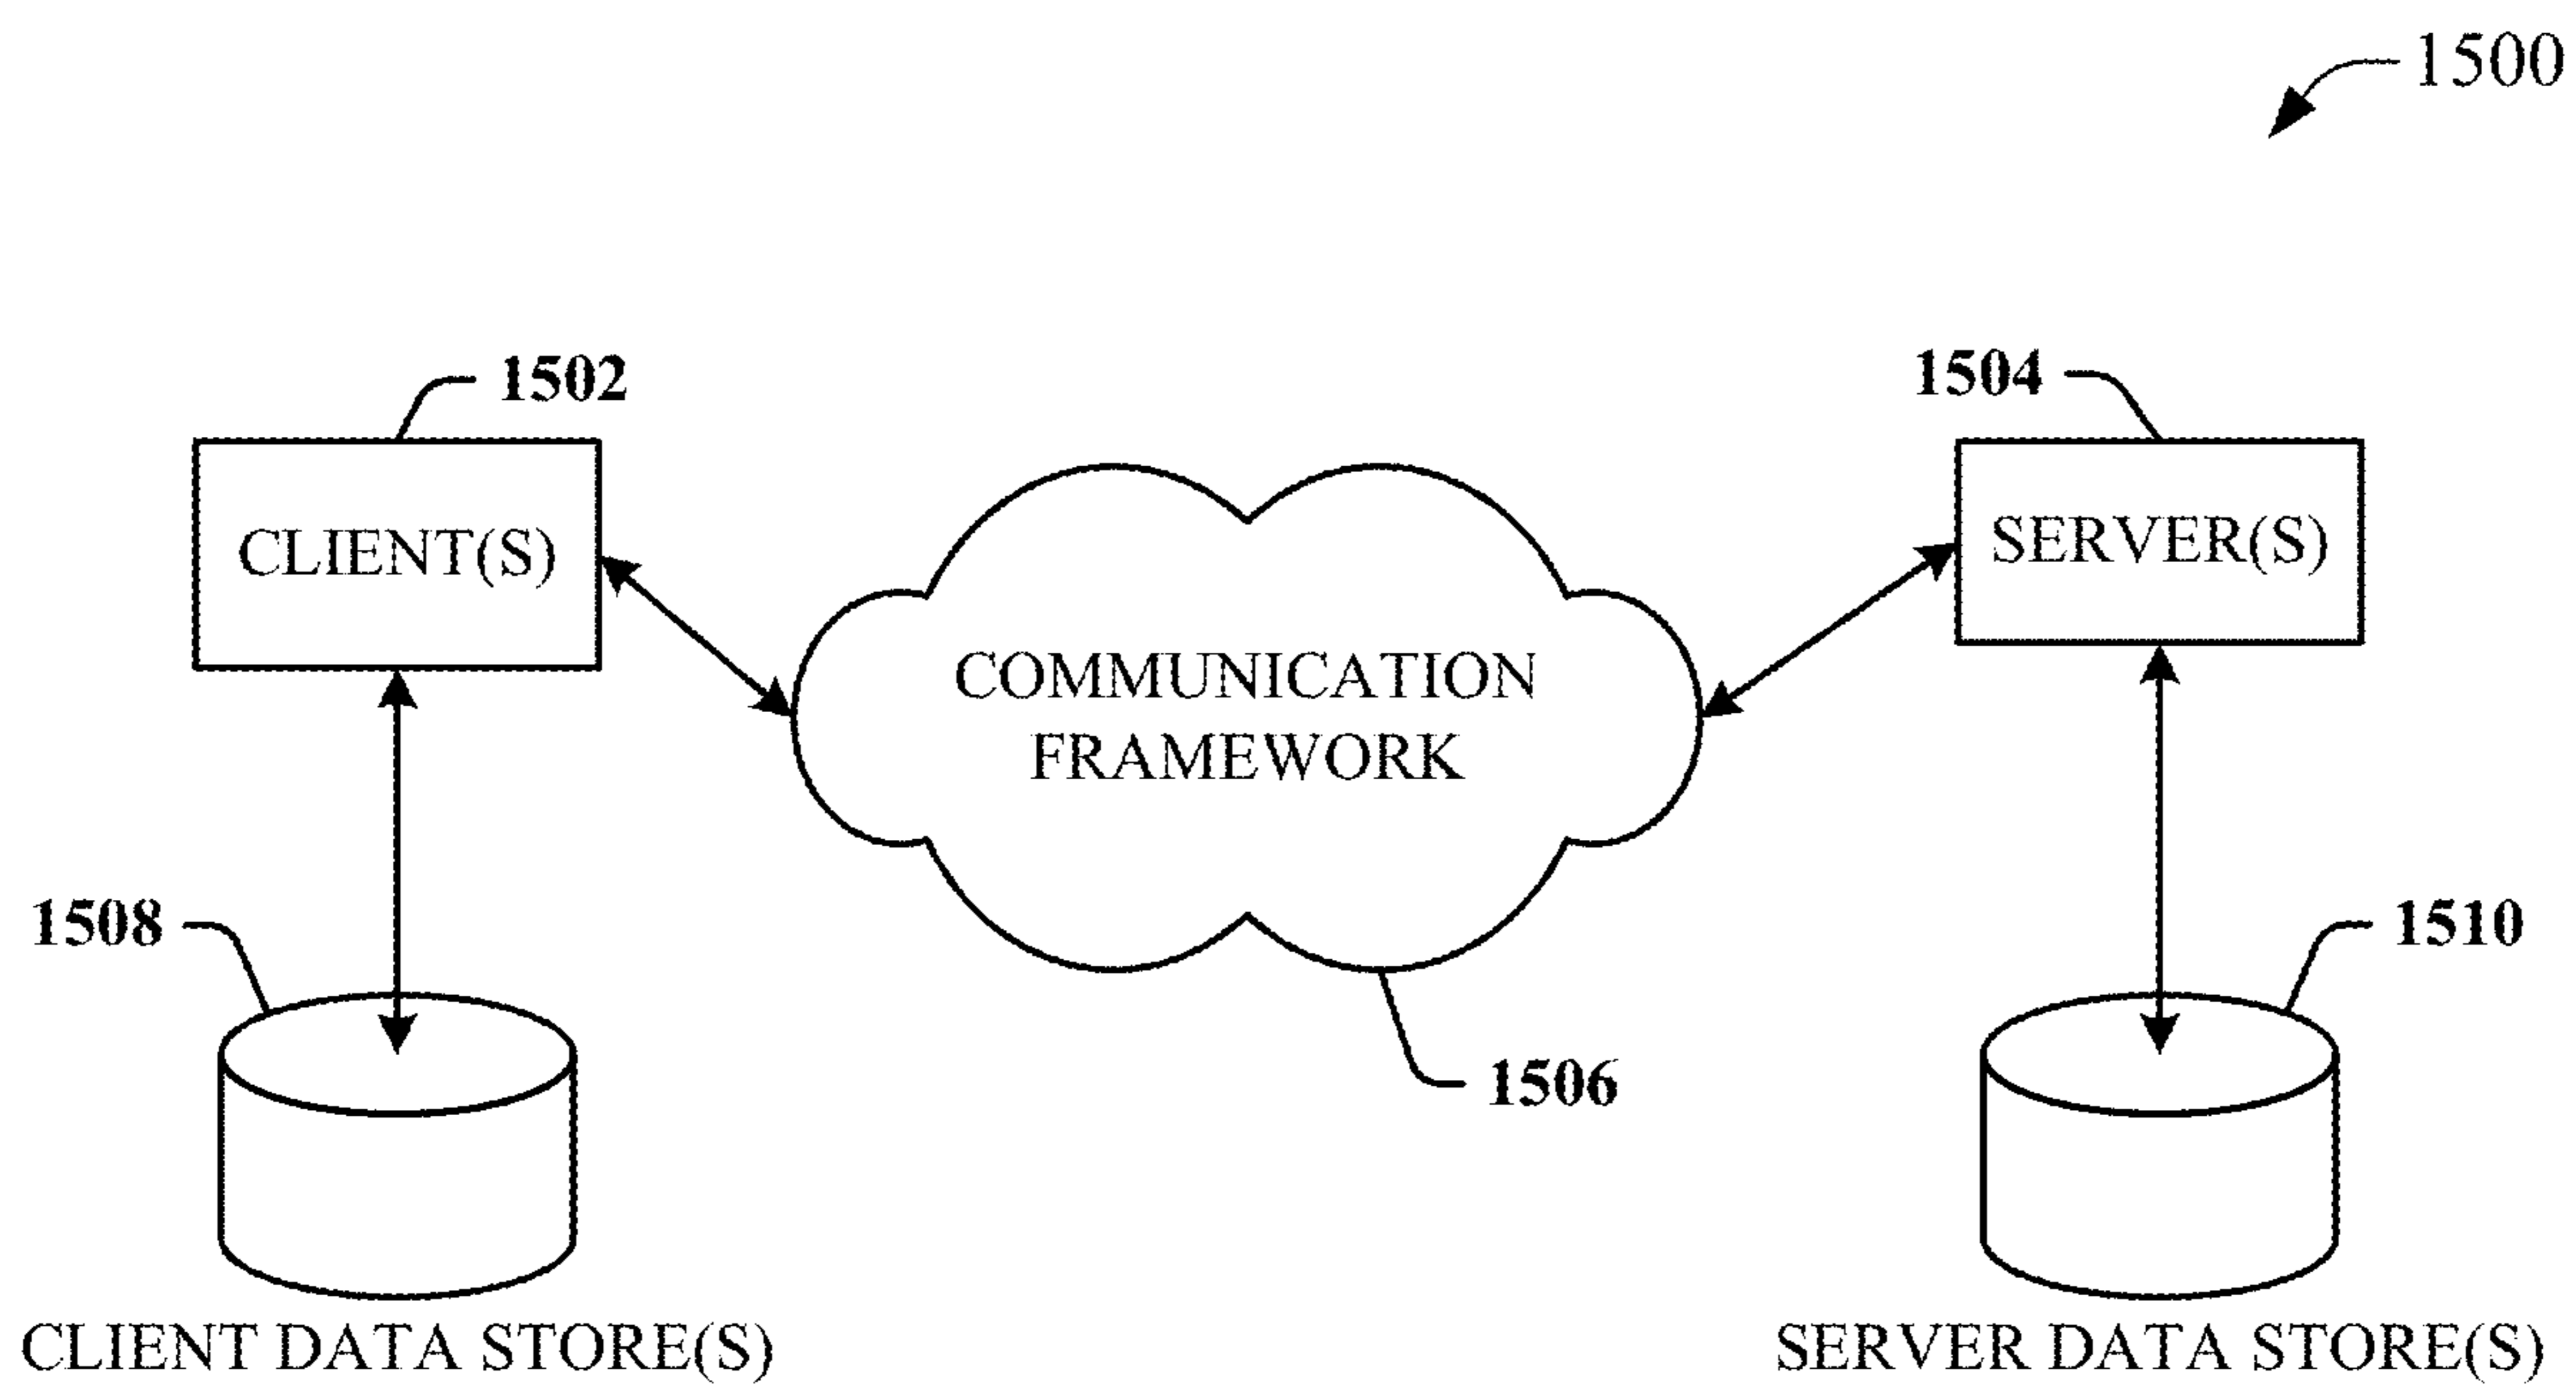 1500
1502
1504
CLIENT(S)
SERVER(S)
COMMUNICATION
FRAMEWORK
1508
1510
1506
CLIENT DATA STORE(S)
SERVER DATA STORE(S)